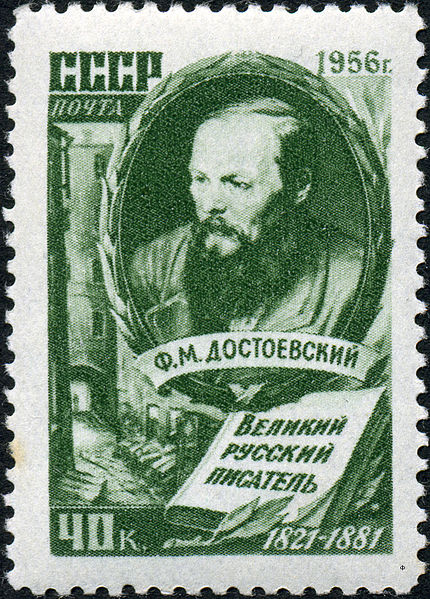 СССР
1956г.
ПОЧТА
Ф.М.ДОСТОЕВСКИЙ
ВЕЛИКИЙ
РУССКИЙ
ПИСАТЕЛЬ
40к.
1821-1881
Ф